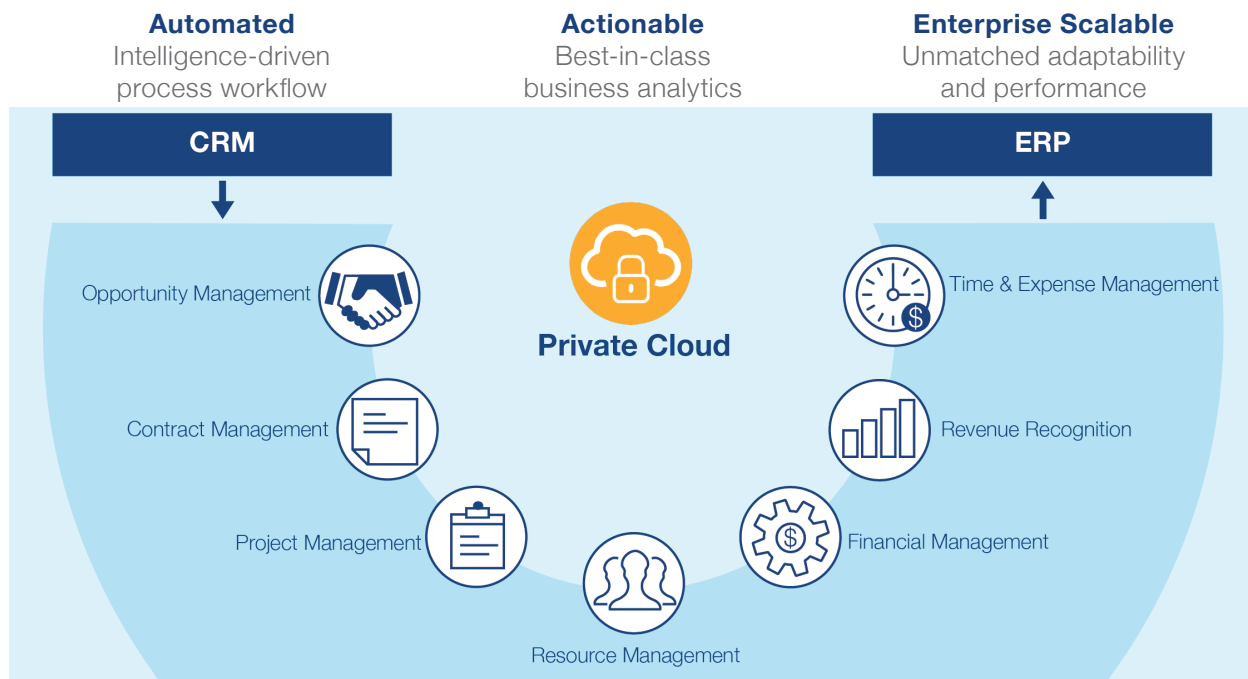 Automated
Intelligence-driven
process workflow
Actionable
Best-in-class
business analytics
Enterprise Scalable
Unmatched adaptability
and performance
CRM
ERP
Private Cloud
Opportunity Management
Contract Management
Project Management
Resource Management
Financial Management
$
Revenue Recognition
Time & Expense Management
$